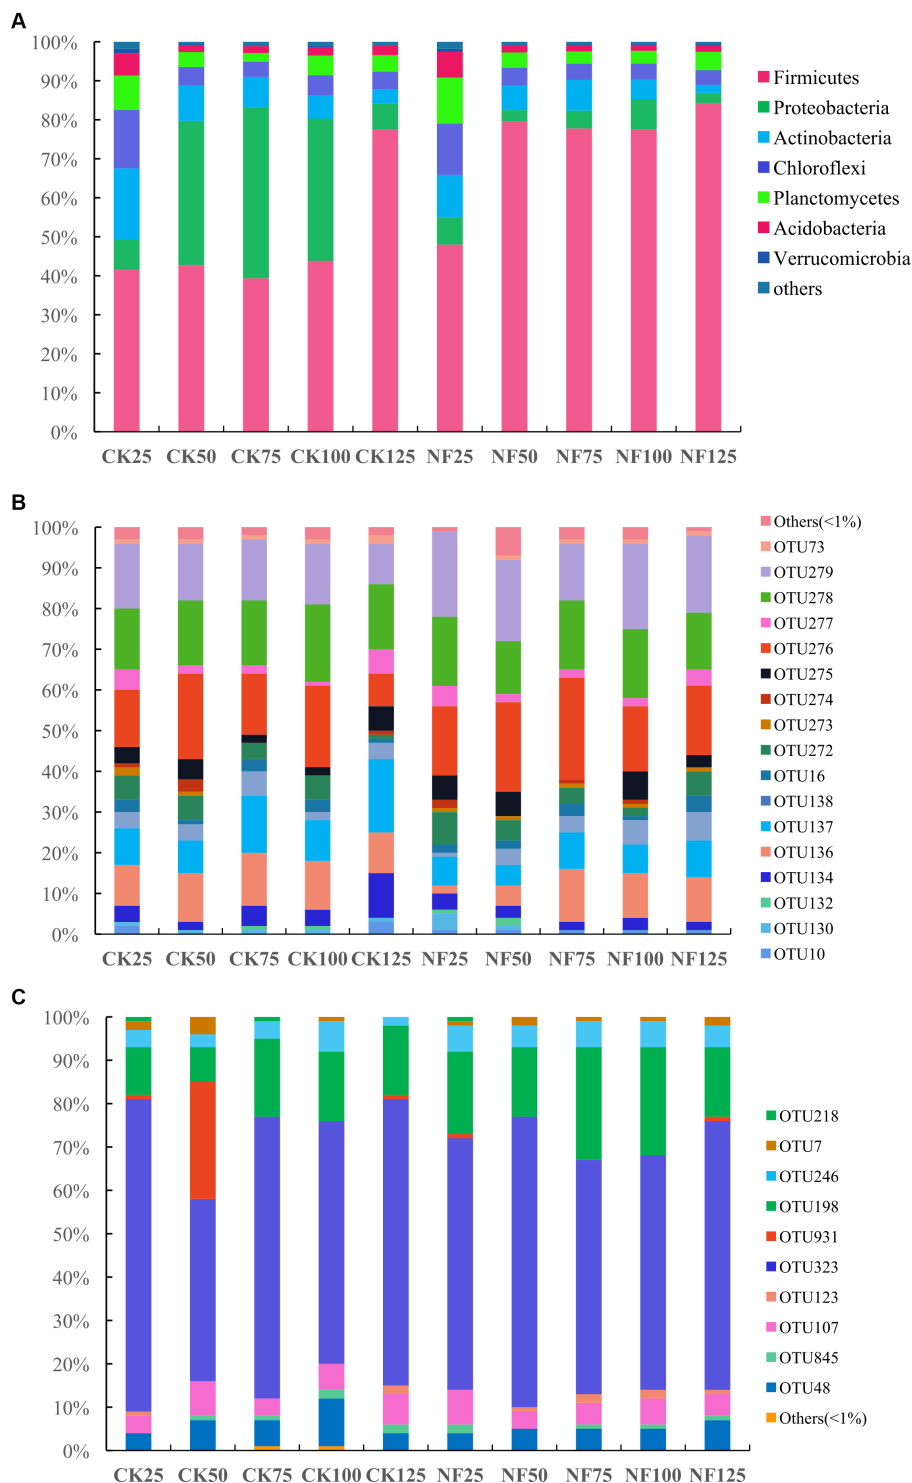 A
100%
90%
80%
70%
60%
50%
40%
30%
20%
10%
0%
CK25 CK50 CK75 CK100 CK125 NF25 NF50 NF75 NF100 NF125
Firmicutes
Proteobacteria
Actinobacteria
Chloroflexi
Planctomycetes
Acidobacteria
Verrucomicrobia
others
B
100%
90%
80%
70%
60%
50%
40%
30%
20%
10%
0%
CK25 CK50 CK75 CK100 CK125 NF25 NF50 NF75 NF100 NF125
Others(<1%)
OTU73
OTU279
OTU278
OTU277
OTU276
OTU275
OTU274
OTU273
OTU272
OTU16
OTU138
OTU137
OTU136
OTU134
OTU132
OTU130
OTU10
C
100%
90%
80%
70%
60%
50%
40%
30%
20%
10%
0%
CK25 CK50 CK75 CK100 CK125 NF25 NF50 NF75 NF100 NF125
OTU218
OTU7
OTU246
OTU198
OTU931
OTU323
OTU123
OTU107
OTU845
OTU48
Others(<1%)